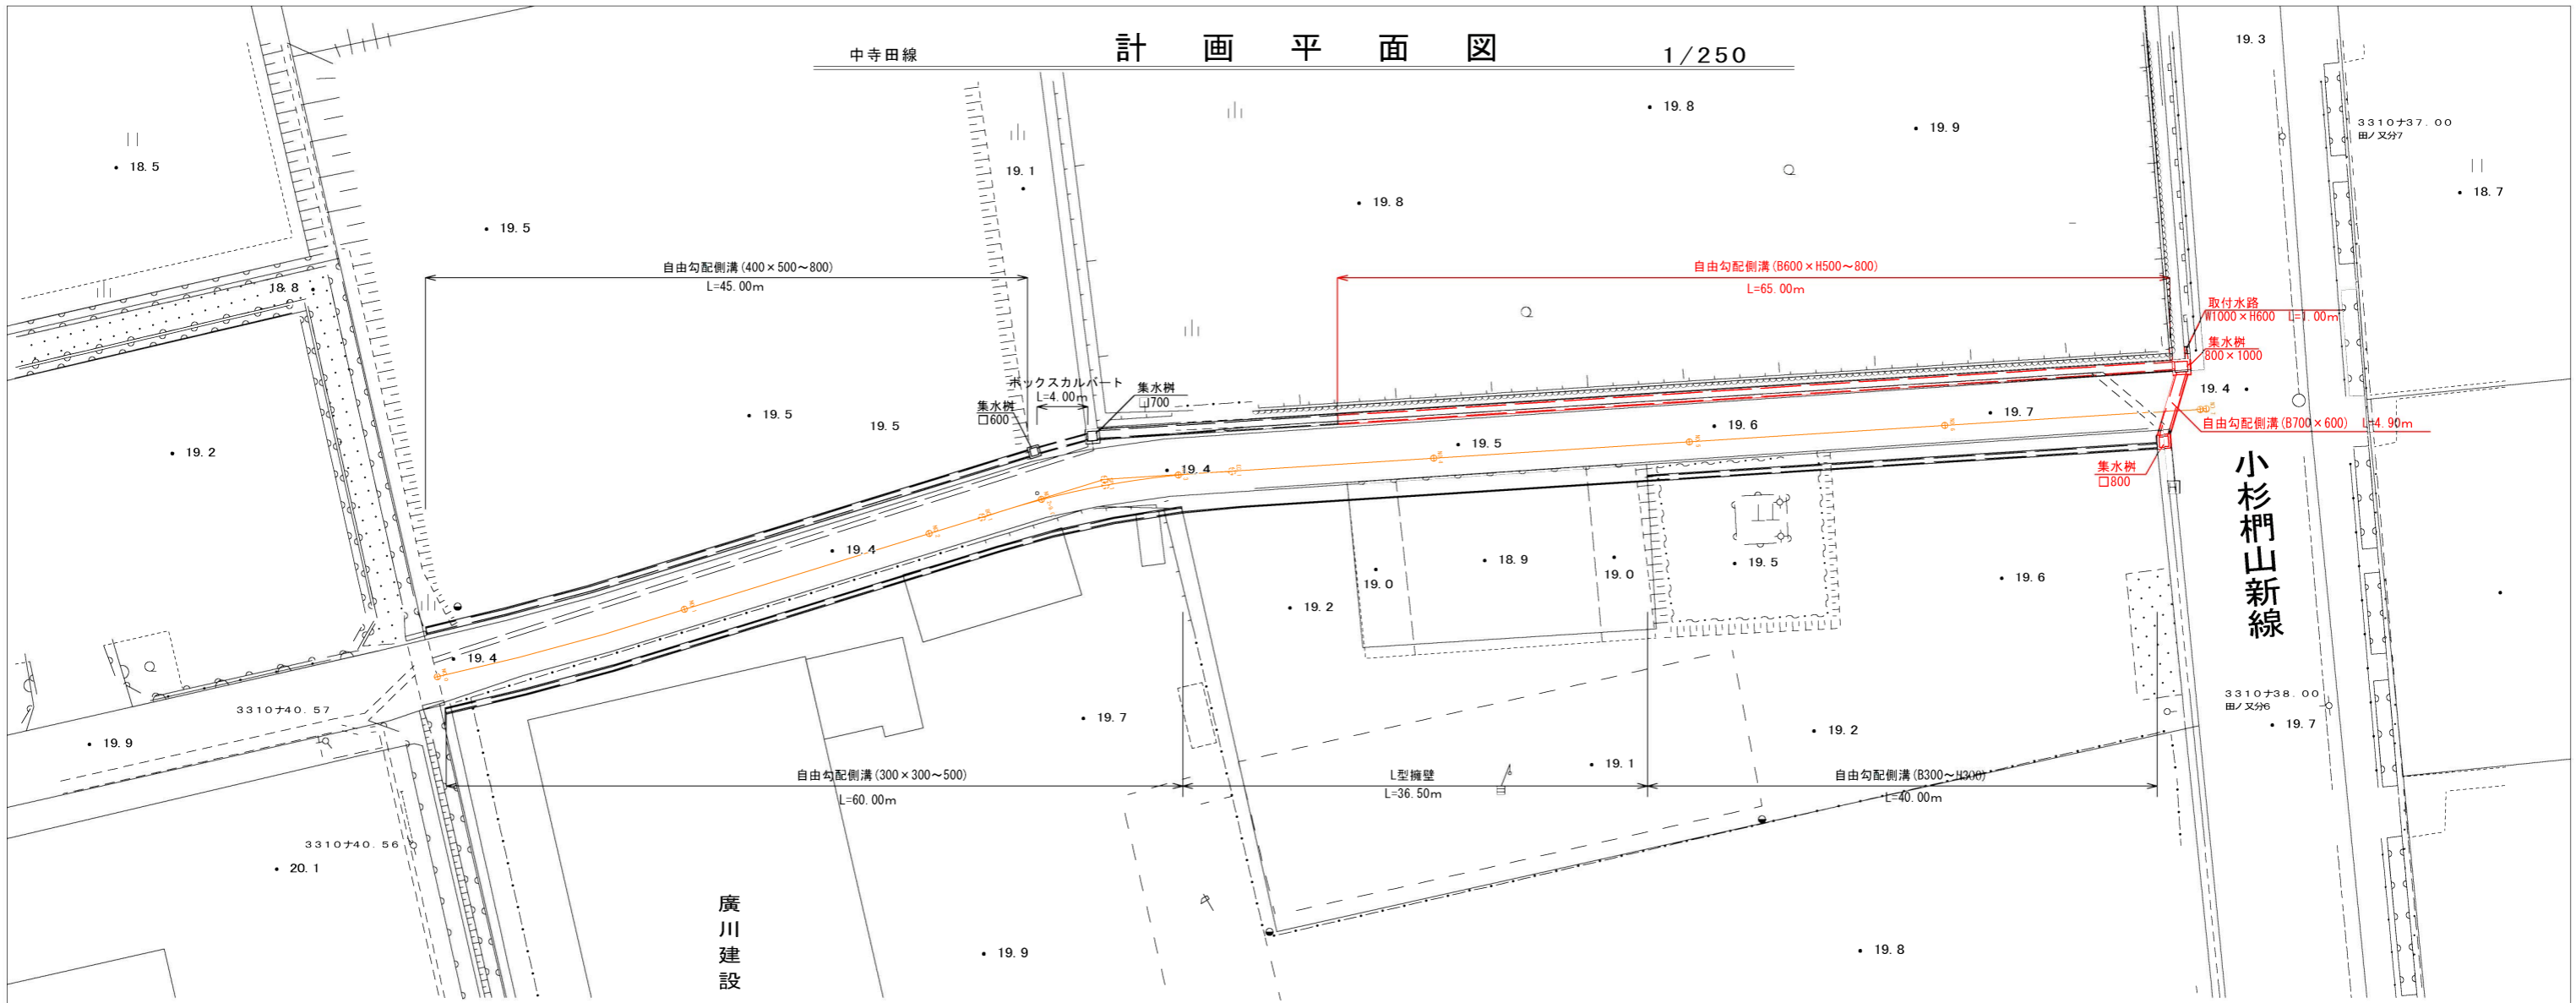 中寺田線 計画平面図 1/250
19.3
3310ナ37.00
田ノ又分7
18.5
19.8
19.9
19.1
18.7
19.8
19.5
自由勾配側溝(400×500～800)
L=45.00m
自由勾配側溝(B600×H500～800)
L=65.00m
18.8
取付水路
W1000×H600 L=1.00m
集水桝
800×1000
ボックスカルバート
L=4.00m
集水桝
□700
集水桝
□600
19.4
19.5
19.5
19.7
19.6
自由勾配側溝(B700×600) L=4.90m
19.2
19.5
19.4
集水桝
□800
小杉椚山新線
19.4
18.9
19.0
19.0
19.5
19.6
19.2
19.4
3310ナ38.00
田ノ又分6
19.7
3310ナ40.57
19.7
19.9
19.2
19.1
自由勾配側溝(300×300～500)
L=60.00m
L型擁壁
L=36.50m
自由勾配側溝(B300～H300)
L=40.00m
3310ナ40.56
20.1
廣川建設
19.9
19.8